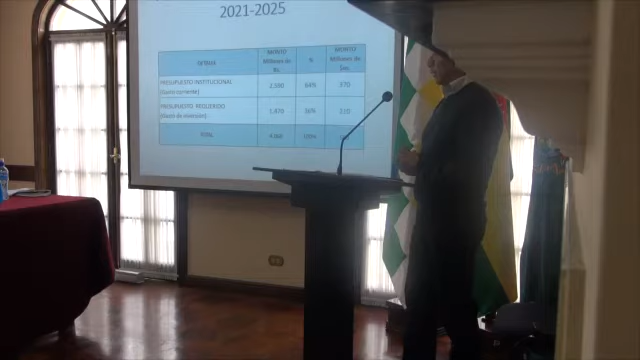 2021-2025
DETALLE
MONTO
Millones de
Bs.
%
MONTO
Millones de
Sus.
PRESUPUESTO INSTITUCIONAL
(Gasto corriente)
2.590
64%
370
PRESUPUESTO REQUERIDO
(Gasto de inversión)
1.470
36%
210
TOTAL
4.060
100%